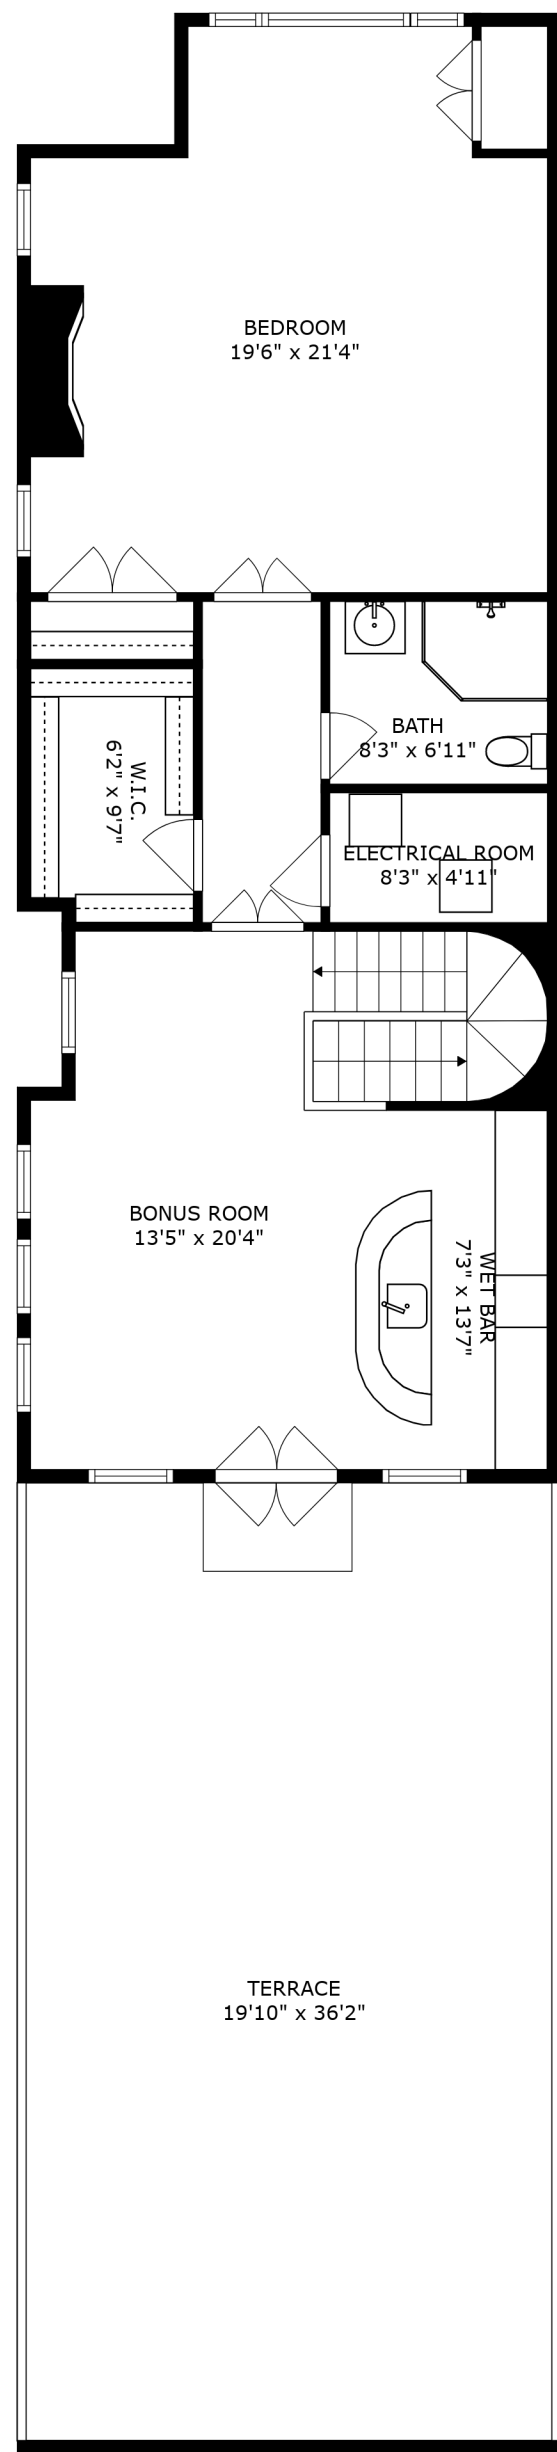 BEDROOM
19'6" x 21'4"
BATH
8'3" x 6'11"
W.I.C.
6'2" x 9'7"
ELECTRICAL ROOM
8'3" x 4'11"
BONUS ROOM
13'5" x 20'4"
WET BAR
7'3" x 13'7"
TERRACE
19'10" x 36'2"